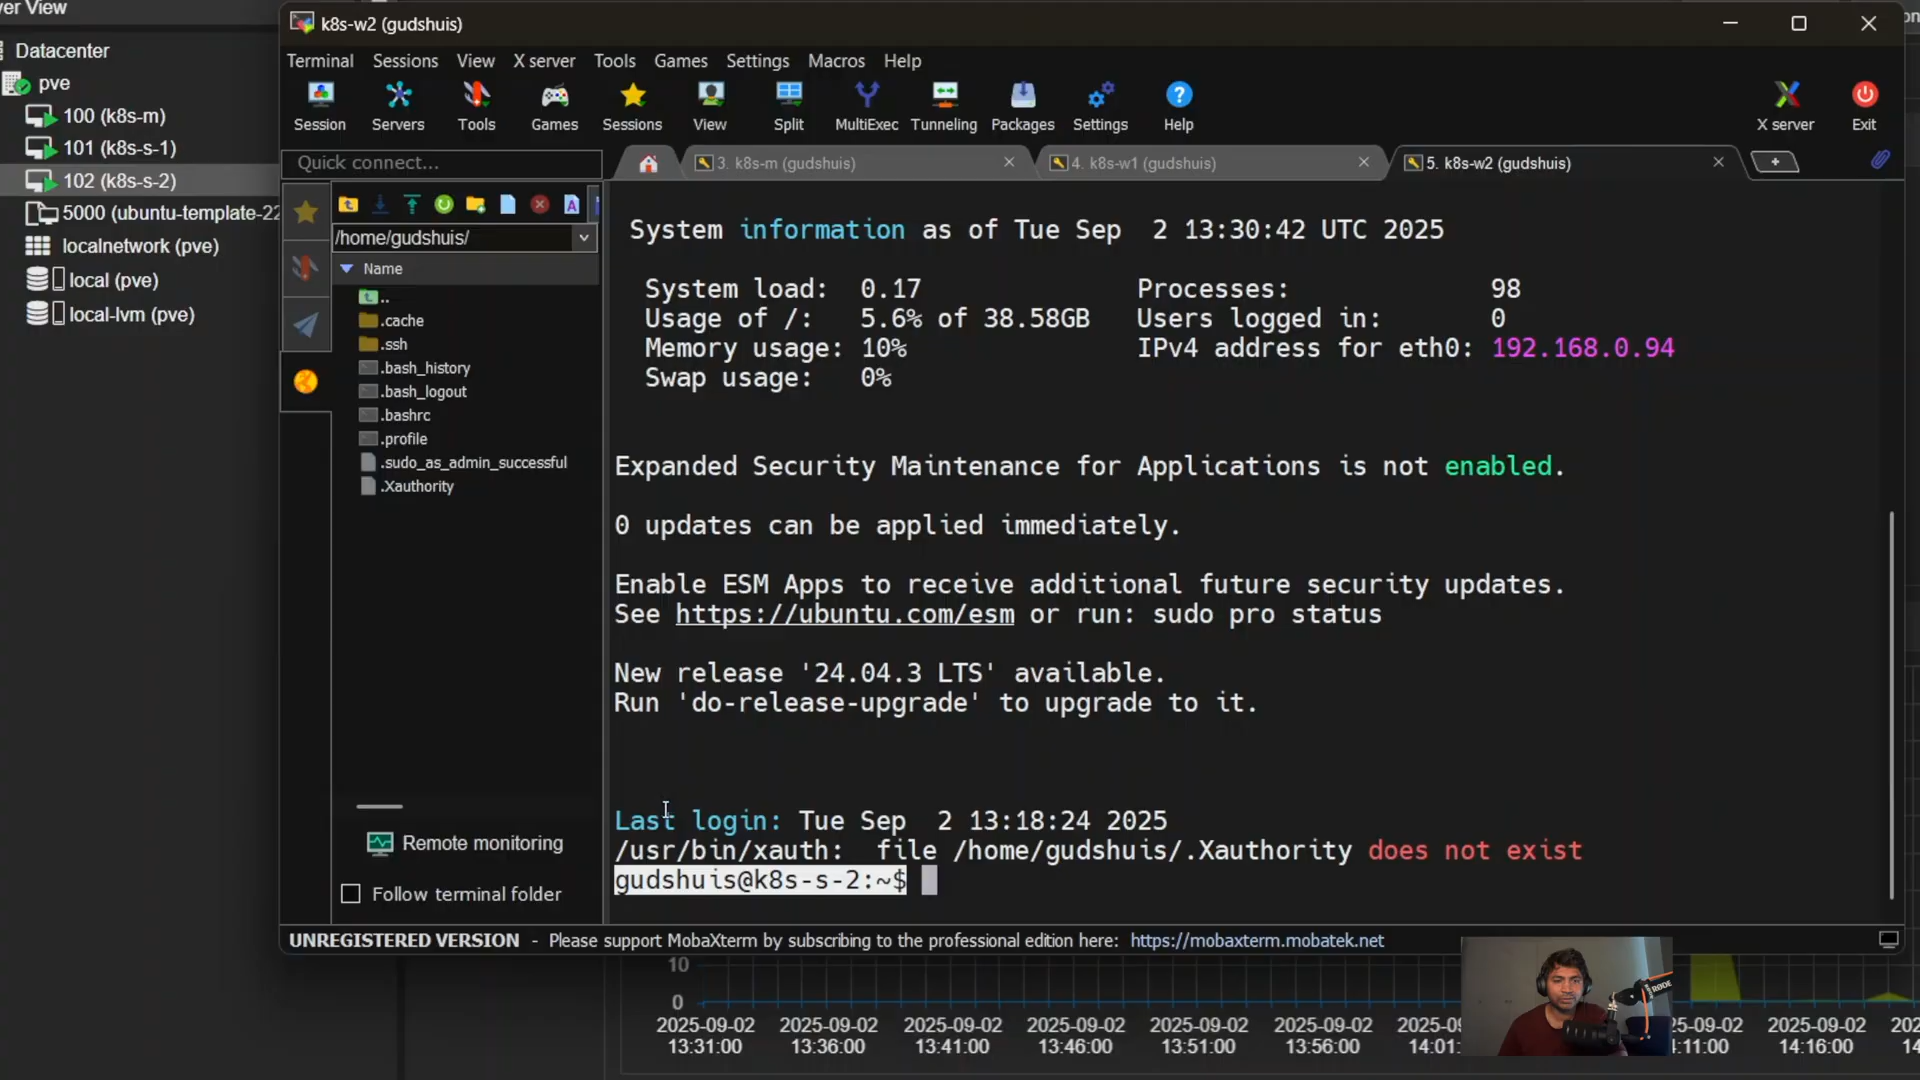 er View
Datacenter
pve
100 (k8s-m)
101 (k8s-s-1)
102 (k8s-s-2)
5000 (ubuntu-template-22
localnetwork (pve)
local (pve)
local-lvm (pve)
k8s-w2 (gudshuis)
Terminal Sessions View X server Tools Games Settings Macros Help
Session Servers Tools Games Sessions View Split MultiExec Tunneling Packages Settings Help X server Exit
Quick connect...
3. k8s-m (gudshuis)
4. k8s-w1 (gudshuis)
5. k8s-w2 (gudshuis)
/home/gudshuis/
Name
..
.cache
.ssh
.bash_history
.bash_logout
.bashrc
.profile
.sudo_as_admin_successful
.Xauthority
Remote monitoring
Follow terminal folder
System information as of Tue Sep  2 13:30:42 UTC 2025
System load: 0.17 Processes: 98
Usage of /: 5.6% of 38.58GB Users logged in: 0
Memory usage: 10% IPv4 address for eth0: 192.168.0.94
Swap usage: 0%
Expanded Security Maintenance for Applications is not enabled.
0 updates can be applied immediately.
Enable ESM Apps to receive additional future security updates.
See https://ubuntu.com/esm or run: sudo pro status
New release '24.04.3 LTS' available.
Run 'do-release-upgrade' to upgrade to it.
Last login: Tue Sep  2 13:18:24 2025
/usr/bin/xauth:  file /home/gudshuis/.Xauthority does not exist
gudshuis@k8s-s-2:~$
UNREGISTERED VERSION - Please support MobaXterm by subscribing to the professional edition here: https://mobaxterm.mobatek.net
10
0
2025-09-02 2025-09-02 2025-09-02 2025-09-02 2025-09-02 2025-09-02 2025-0 5-09-02 2025-09-02 202
13:31:00 13:36:00 13:41:00 13:46:00 13:51:00 13:56:00 14:01: :11:00 14:16:00 14
RØDE